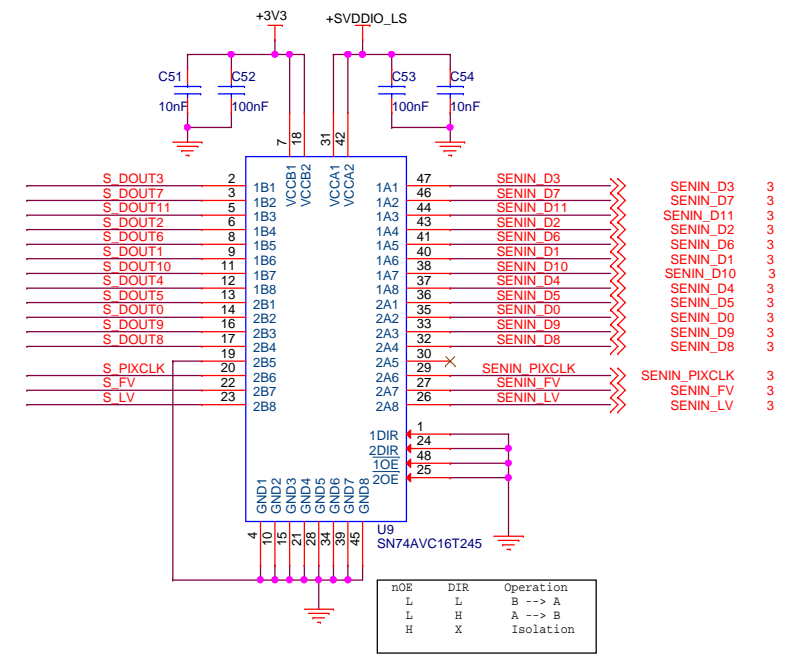 +3V3
+SVDDIO_LS
C51
C52
C53
C54
10nF
100nF
100nF
10nF
7
18
31
42
VCCB1
VCCB2
VCCA1
VCCA2
S_DOUT3 2 1B1 1A1 47 SENIN_D3 SENIN_D3 3
S_DOUT7 3 1B2 1A2 46 SENIN_D7 SENIN_D7 3
S_DOUT11 5 1B3 1A3 44 SENIN_D11 SENIN_D11 3
S_DOUT2 6 1B4 1A4 43 SENIN_D2 SENIN_D2 3
S_DOUT6 8 1B5 1A5 41 SENIN_D6 SENIN_D6 3
S_DOUT1 9 1B6 1A6 40 SENIN_D1 SENIN_D1 3
S_DOUT10 11 1B7 1A7 38 SENIN_D10 SENIN_D10 3
S_DOUT4 12 1B8 1A8 37 SENIN_D4 SENIN_D4 3
S_DOUT5 13 2B1 2A1 36 SENIN_D5 SENIN_D5 3
S_DOUT0 14 2B2 2A2 35 SENIN_D0 SENIN_D0 3
S_DOUT9 16 2B3 2A3 33 SENIN_D9 SENIN_D9 3
S_DOUT8 17 2B4 2A4 32 SENIN_D8 SENIN_D8 3
19 2B5 2A5 30
S_PIXCLK 20 2B6 2A6 29 SENIN_PIXCLK SENIN_PIXCLK 3
S_FV 22 2B7 2A7 27 SENIN_FV SENIN_FV 3
S_LV 23 2B8 2A8 26 SENIN_LV SENIN_LV 3
1DIR 1
2DIR 24
1OE 48
2OE 25
GND1
GND2
GND3
GND4
GND5
GND6
GND7
GND8
4
10
15
21
28
34
39
45
U9
SN74AVC16T245
nOE DIR Operation
L L B --> A
L H A --> B
H X Isolation